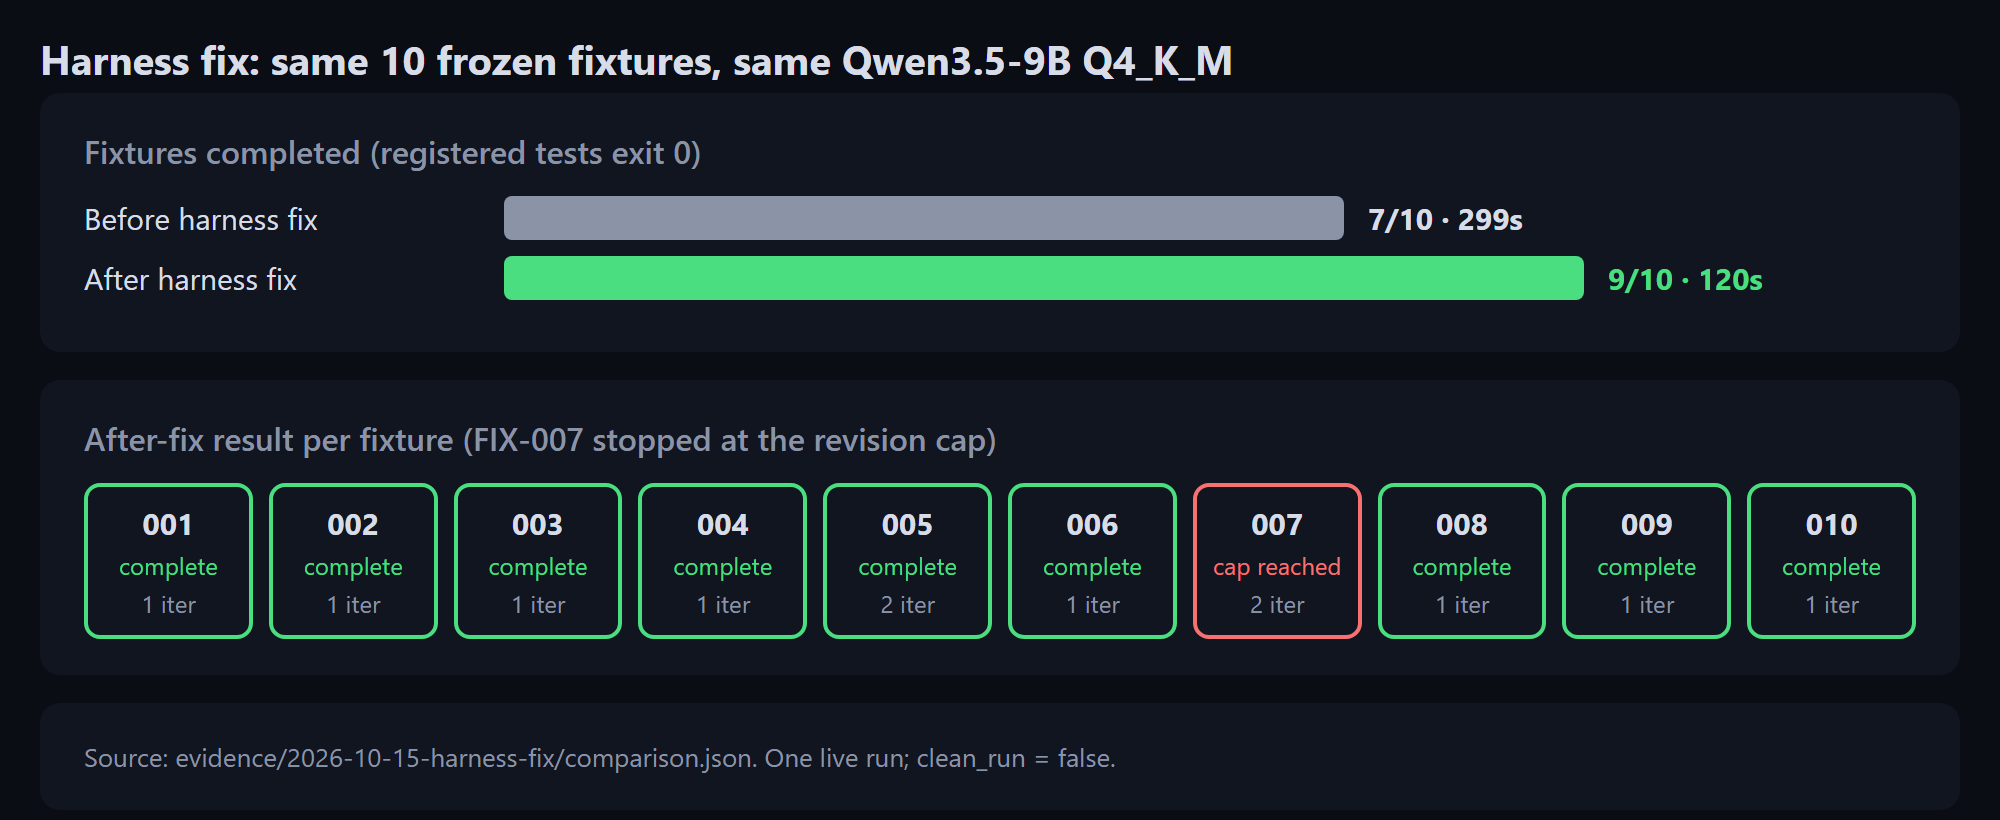 Harness fix: same 10 frozen fixtures, same Qwen3.5-9B Q4_K_M
Fixtures completed (registered tests exit 0)
Before harness fix 7/10 · 299s
After harness fix 9/10 · 120s
After-fix result per fixture (FIX-007 stopped at the revision cap)
001 002 003 004 005 006 007 008 009 010
complete complete complete complete complete complete cap reached complete complete complete
1 iter 1 iter 1 iter 1 iter 2 iter 1 iter 2 iter 1 iter 1 iter 1 iter
Source: evidence/2026-10-15-harness-fix/comparison.json. One live run; clean_run = false.